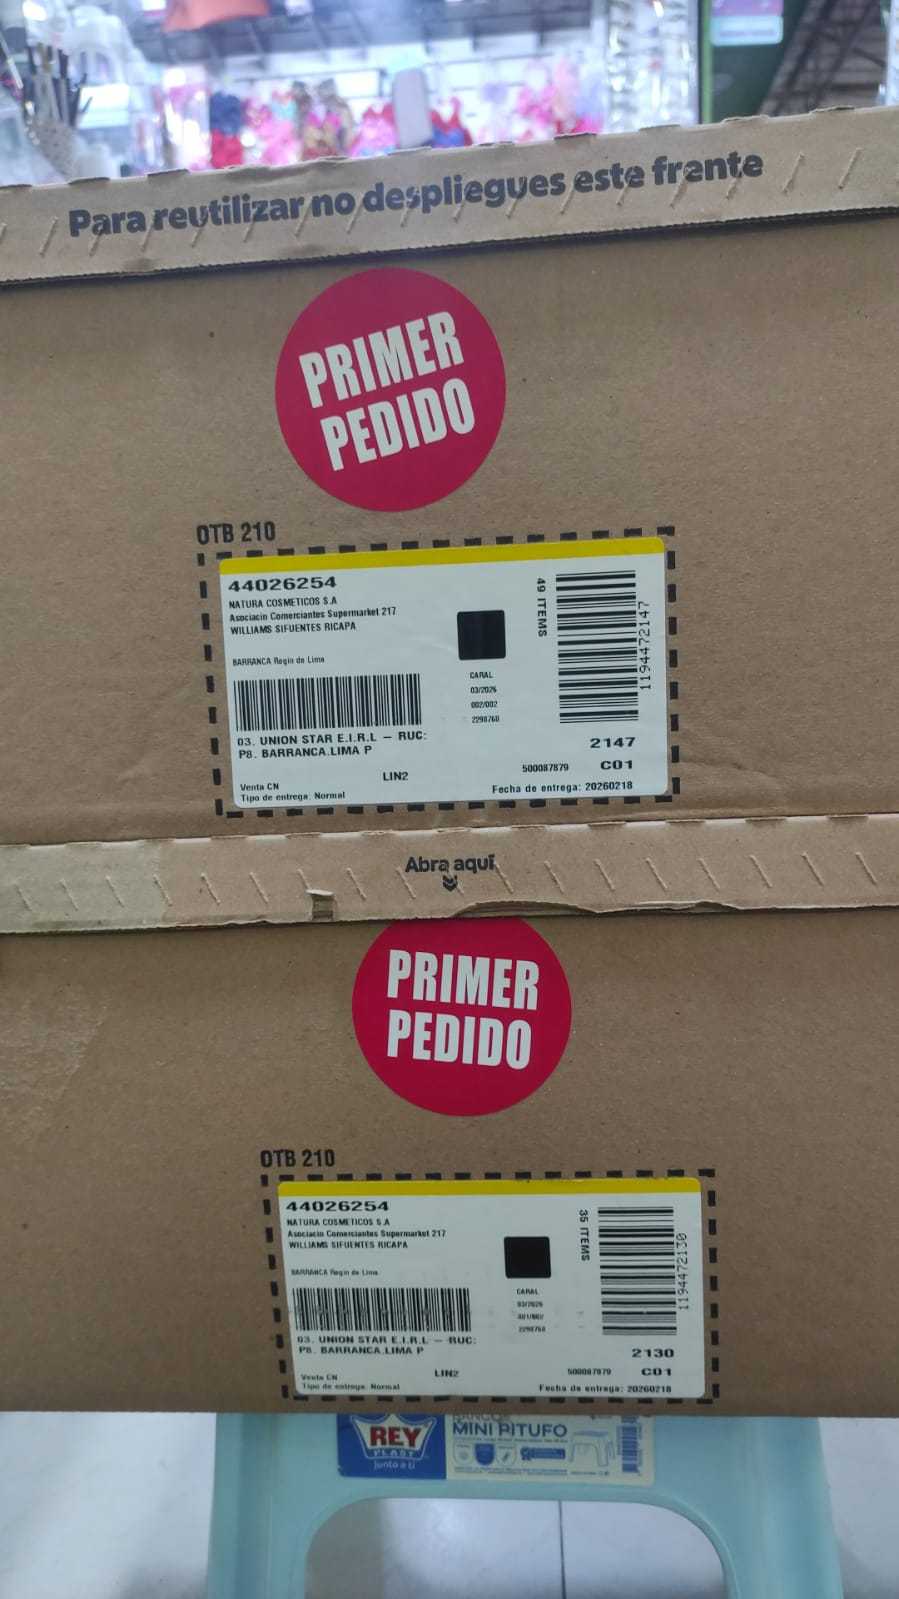 Para reutilizar no despliegues este frente
PRIMER
PEDIDO
OTB 210
44026254
NATURA COSMETICOS S.A
Asociacin Comerciantes Supermarket 217
WILLIAMS SIFUENTES RICAPA
49 ITEMS
1194472147
BARRANCA Regin de Lima
CARAL
03/2026
002/002
2298760
03. UNION STAR E.I.R.L – RUC:
P8. BARRANCA.LIMA P
2147
LIN2
500087879
C01
Venta CN
Tipo de entrega: Normal
Fecha de entrega: 20260218
Abra aquí
PRIMER
PEDIDO
OTB 210
44026254
NATURA COSMETICOS S.A
Asociacin Comerciantes Supermarket 217
WILLIAMS SIFUENTES RICAPA
35 ITEMS
1194472130
BARRANCA Regin de Lima
CARAL
03/2026
001/002
2298760
03. UNION STAR E.I.R.L – RUC:
P8. BARRANCA.LIMA P
2130
LIN2
500087879
C01
Venta CN
Tipo de entrega: Normal
Fecha de entrega: 20260218
REY
PLAST
junto a ti
MINI PITUFO